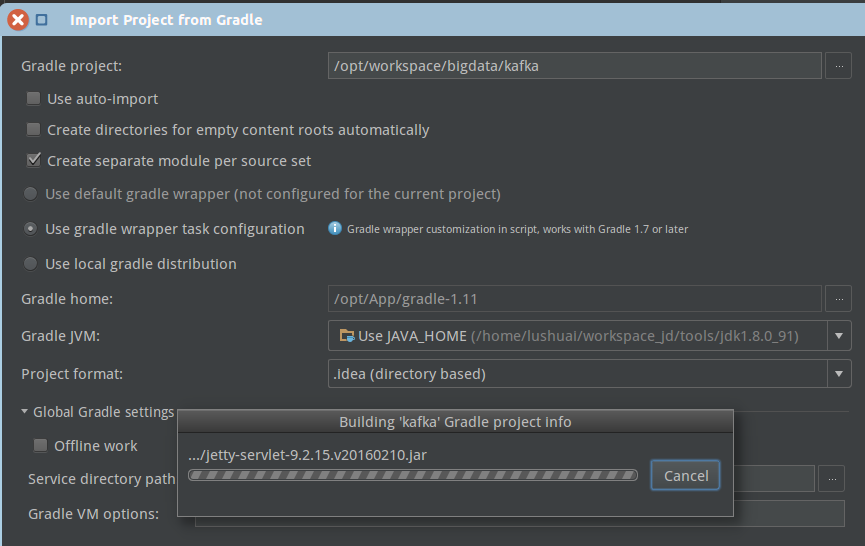 Import Project from Gradle
Gradle project: /opt/workspace/bigdata/kafka ...
Use auto-import
Create directories for empty content roots automatically
Create separate module per source set
Use default gradle wrapper (not configured for the current project)
Use gradle wrapper task configuration Gradle wrapper customization in script, works with Gradle 1.7 or later
Use local gradle distribution
Gradle home: /opt/App/gradle-1.11 ...
Gradle JVM: Use JAVA_HOME (/home/lushuai/workspace_jd/tools/jdk1.8.0_91)
Project format: .idea (directory based)
Global Gradle settings
Building 'kafka' Gradle project info
Offline work
.../jetty-servlet-9.2.15.v20160210.jar
Cancel
Service directory path ...
Gradle VM options: